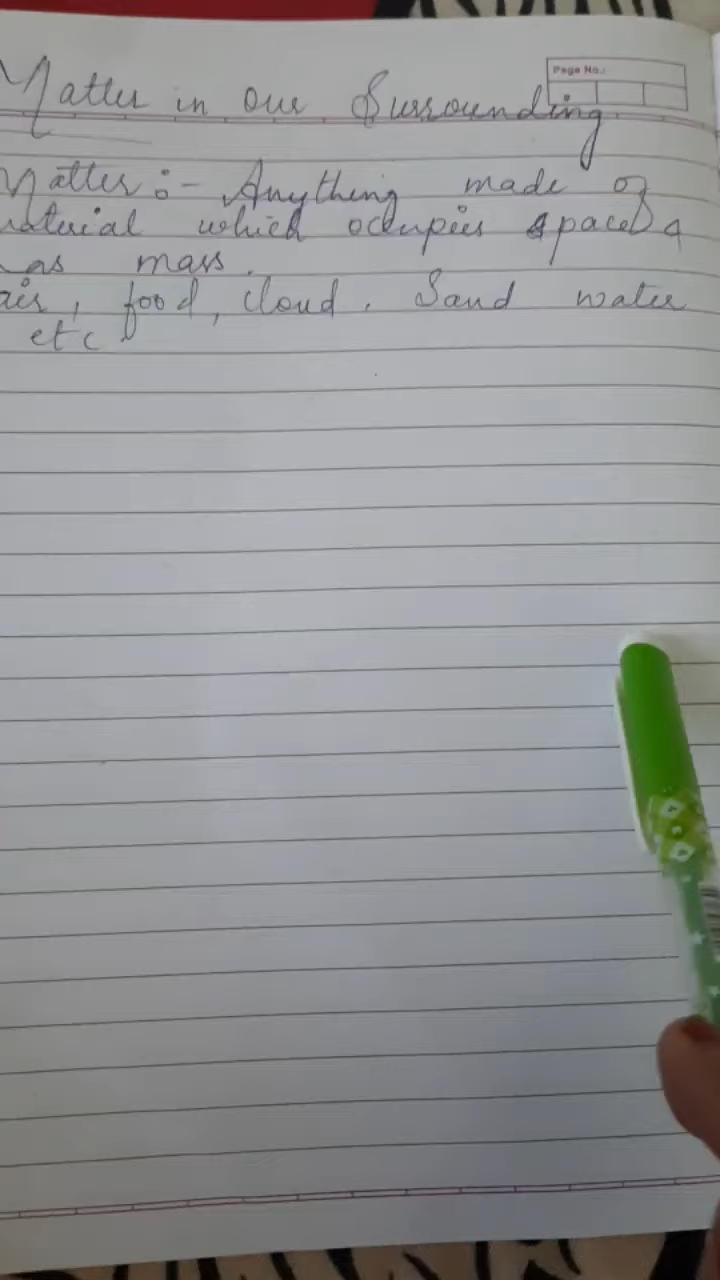 Matter in our Surrounding
Page No.:
Matter :- Anything made of
material which occupies space &
has mass.
air, food, cloud, Sand water
etc